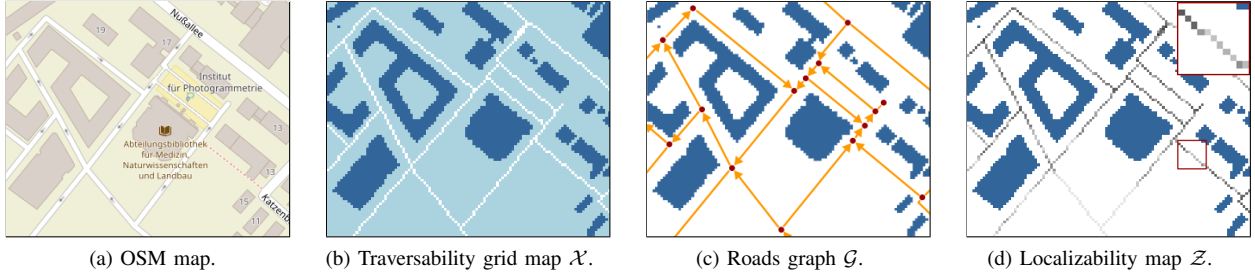 Nußallee
19
17
Institut
für Photogrammetrie
13
Abteilungsbibliothek
für Medizin,
Naturwissenschaften
und Landbau
13
15
11
Katzenb
(a) OSM map.
(b) Traversability grid map 𝒳.
(c) Roads graph 𝒢.
(d) Localizability map 𝒵.